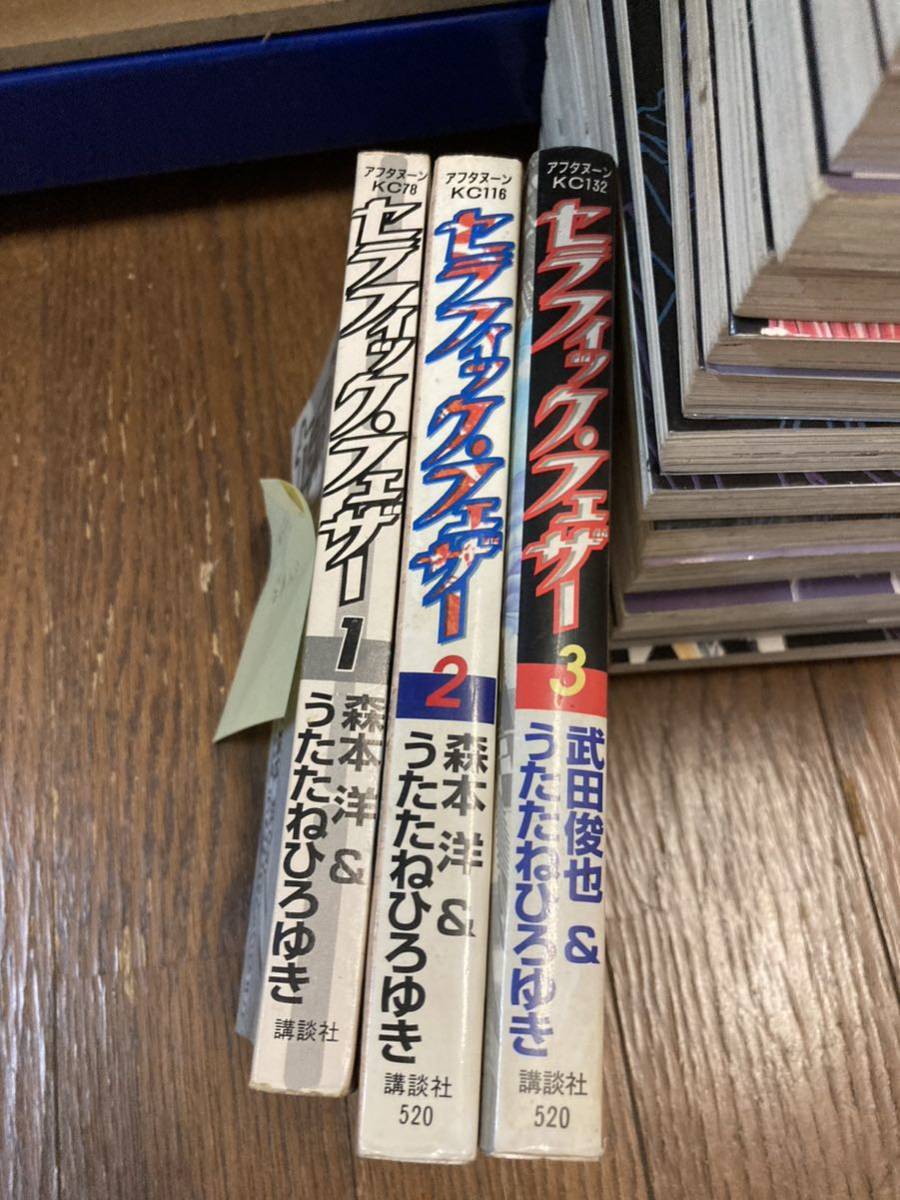 アフタヌーン
KC78
セラフィック・フェザー
1
森本 洋 &
うたたねひろゆき
講談社
アフタヌーン
KC116
セラフィック・フェザー
2
森本 洋 &
うたたねひろゆき
講談社
520
アフタヌーン
KC132
セラフィック・フェザー
3
武田俊也 &
うたたねひろゆき
講談社
520